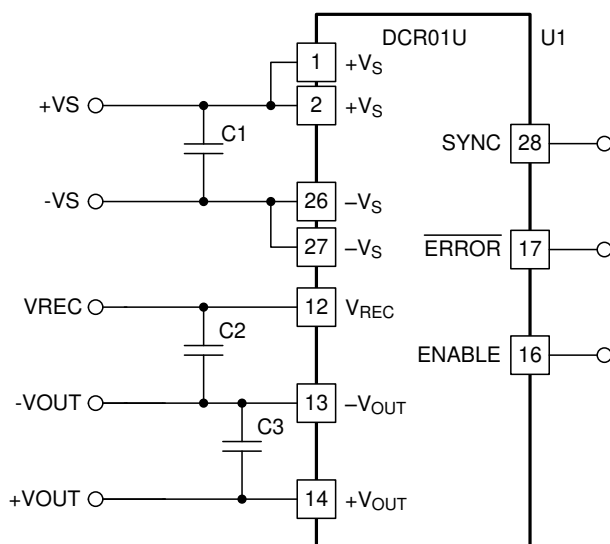 DCR01U U1
1 +VS
+VS 2 +VS
C1
SYNC 28
-VS 26 –VS
27 –VS
ERROR 17
VREC 12 VREC
C2
ENABLE 16
-VOUT 13 –VOUT
C3
+VOUT 14 +VOUT